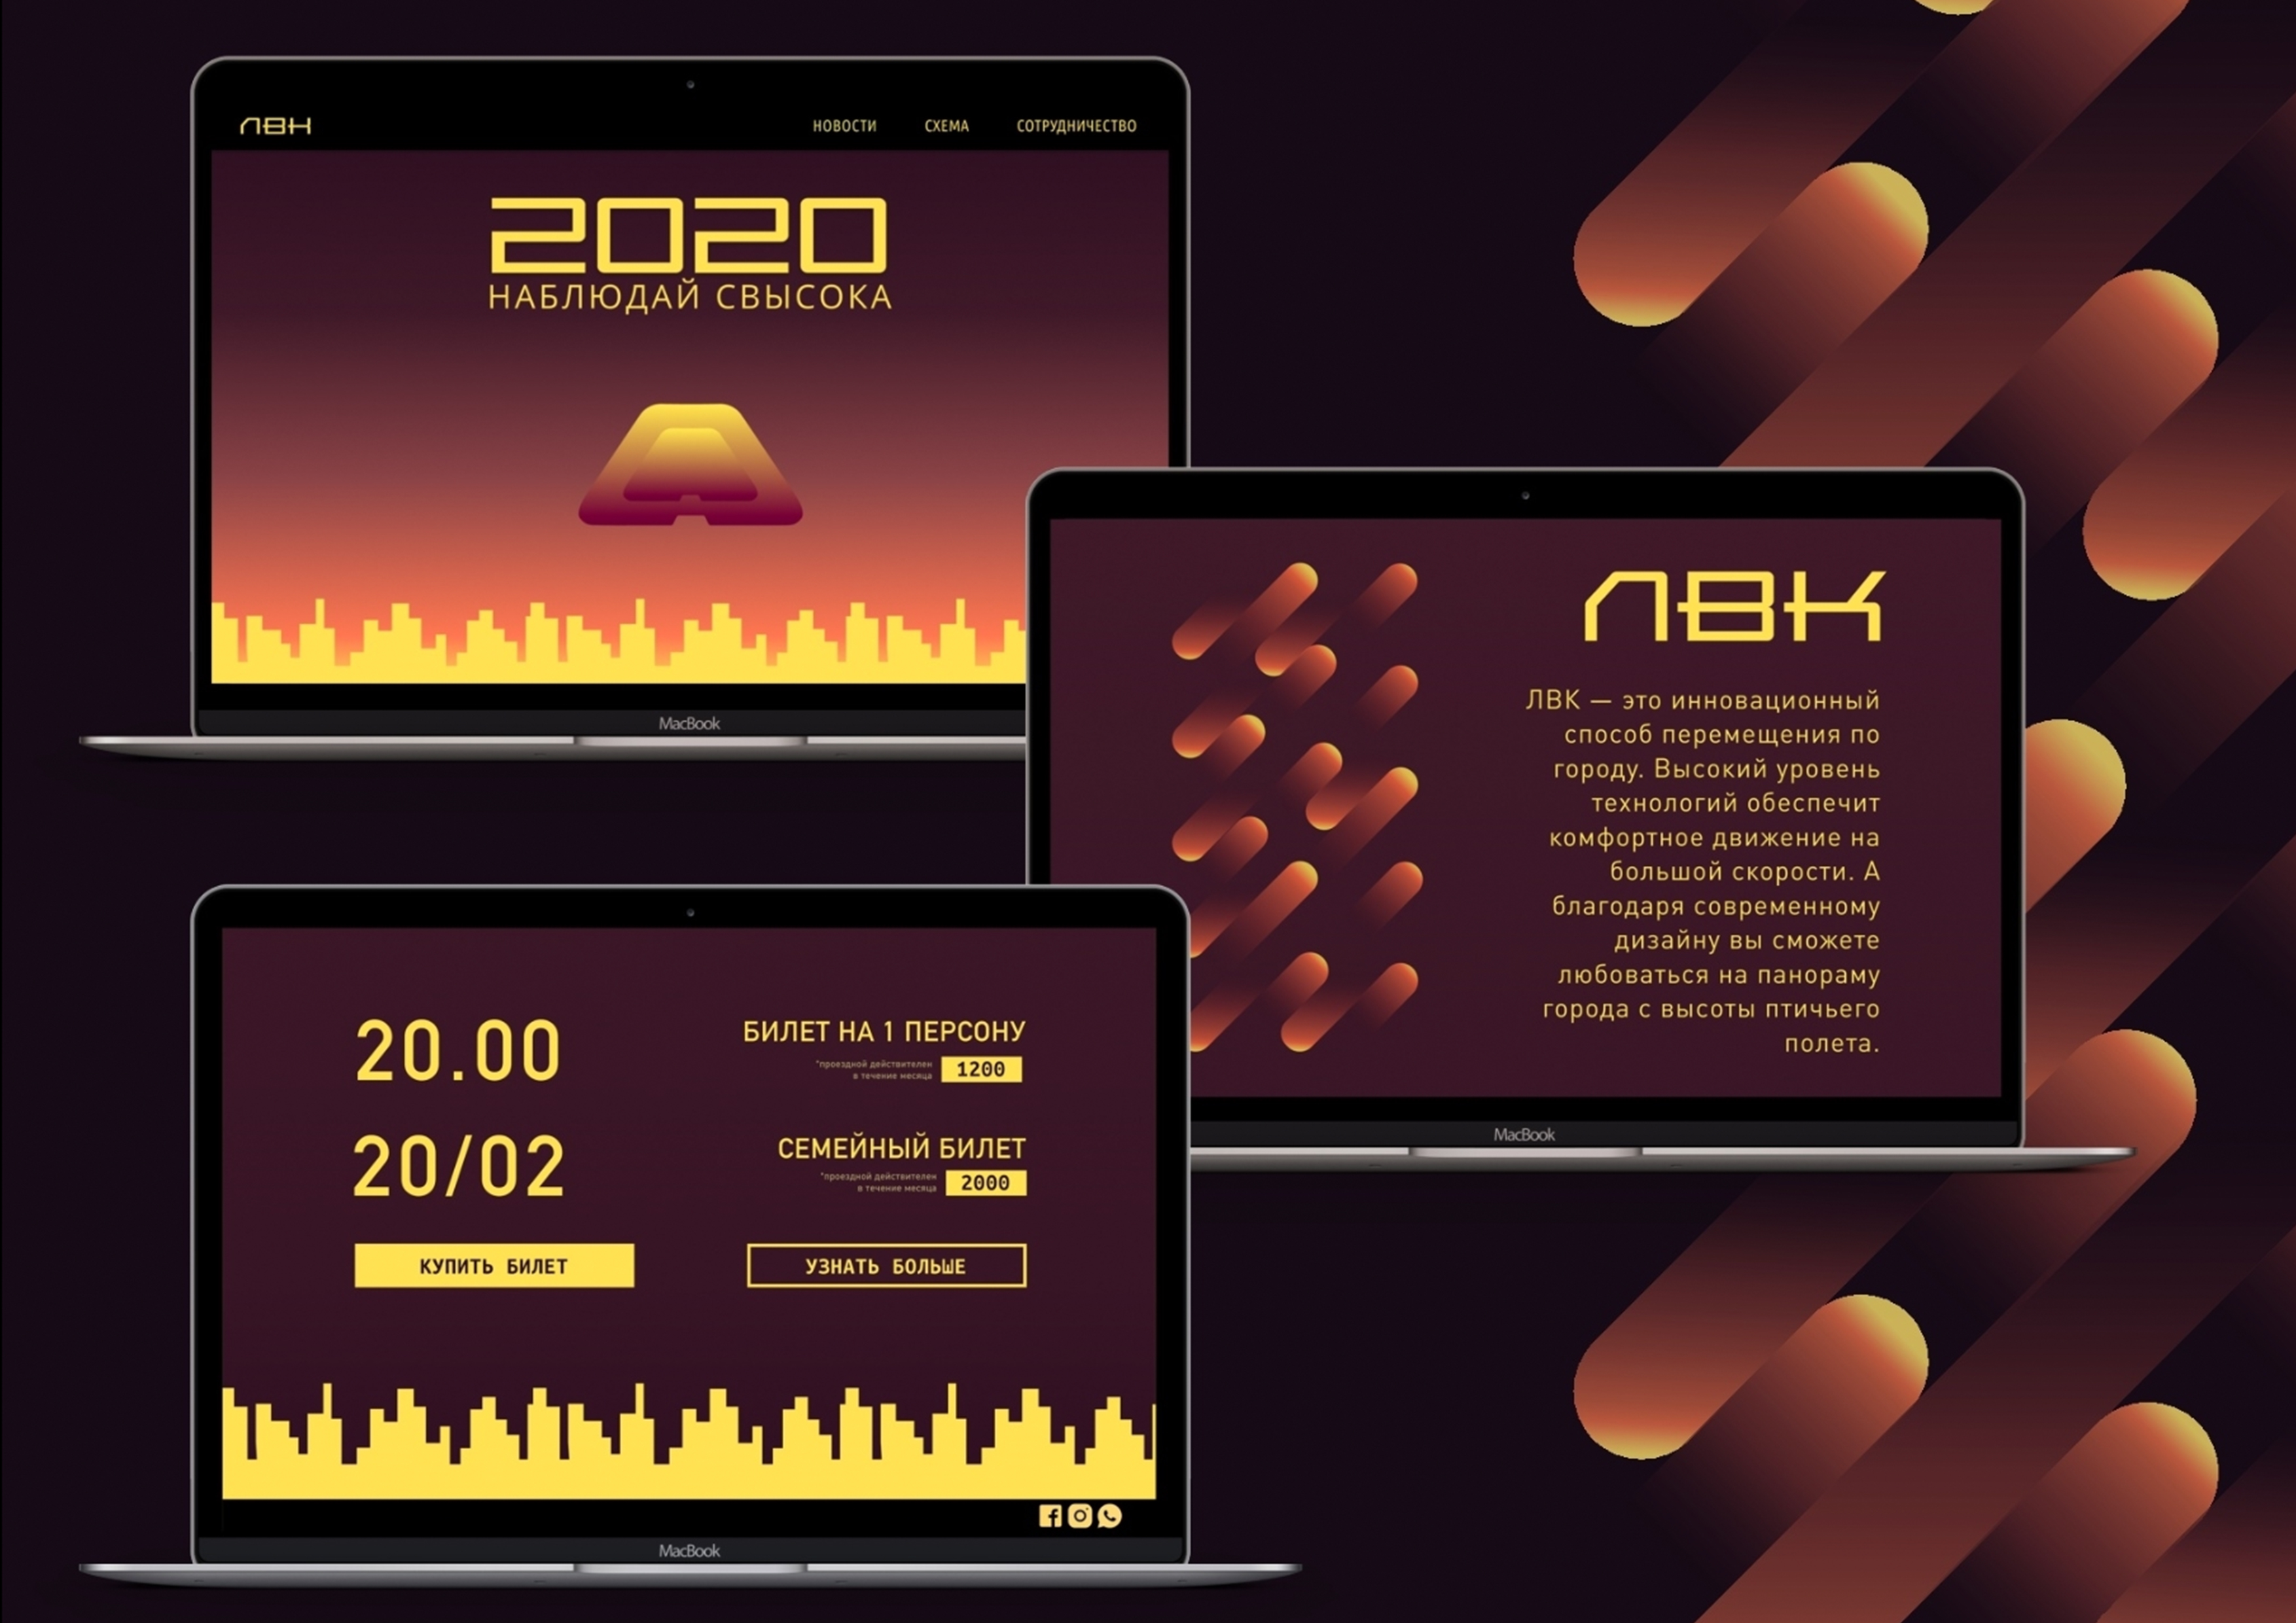 ЛВК
НОВОСТИ СХЕМА СОТРУДНИЧЕСТВО
2020
НАБЛЮДАЙ СВЫСОКА
MacBook
ЛВК
ЛВК — это инновационный
способ перемещения по
городу. Высокий уровень
технологий обеспечит
комфортное движение на
большой скорости. А
благодаря современному
дизайну вы сможете
любоваться на панораму
города с высоты птичьего
полета.
MacBook
20.00
20/02
КУПИТЬ БИЛЕТ
БИЛЕТ НА 1 ПЕРСОНУ
*проездной действителен
в течение месяца
1200
СЕМЕЙНЫЙ БИЛЕТ
*проездной действителен
в течение месяца
2000
УЗНАТЬ БОЛЬШЕ
MacBook